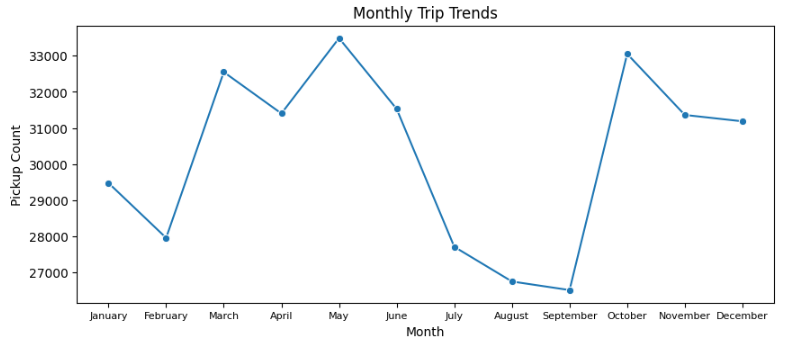 Monthly Trip Trends
33000
32000
31000
30000
29000
28000
27000
Pickup Count
January February March April May June July August September October November December
Month